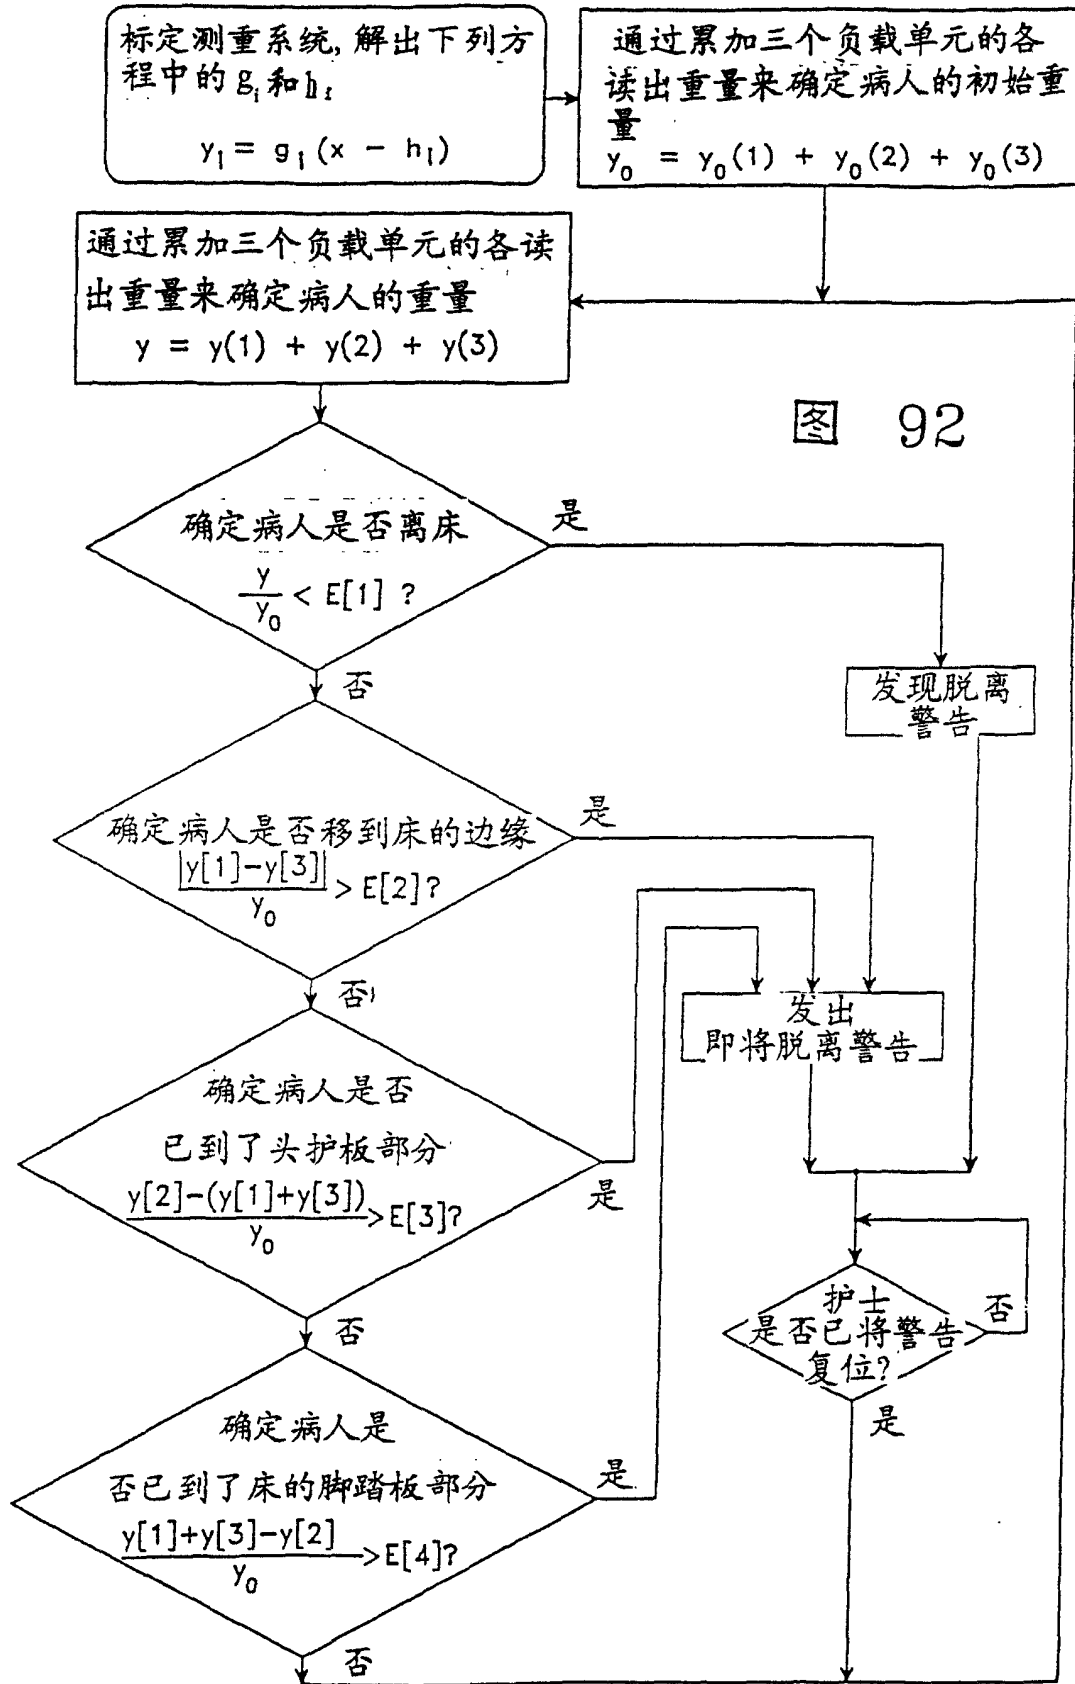 标定测重系统, 解出下列方
程中的 gᵢ 和 hᵢ
yᵢ = gᵢ (x - hᵢ)
通过累加三个负载单元的各
读出重量来确定病人的初始重
量
y₀ = y₀(1) + y₀(2) + y₀(3)
通过累加三个负载单元的各读
出重量来确定病人的重量
y = y(1) + y(2) + y(3)
图 92
确定病人是否离床
y
y₀
< E[1] ?
是
否
发现脱离
警告
确定病人是否移到床的边缘
|y[1]-y[3]|
y₀
> E[2]?
是
否
发出
即将脱离警告
确定病人是否
已到了头护板部分
y[2]-(y[1]+y[3])
y₀
>E[3]?
是
否
护士
是否已将警告
复位?
否
是
确定病人是
否已到了床的脚踏板部分
y[1]+y[3]-y[2]
y₀
>E[4]?
是
否